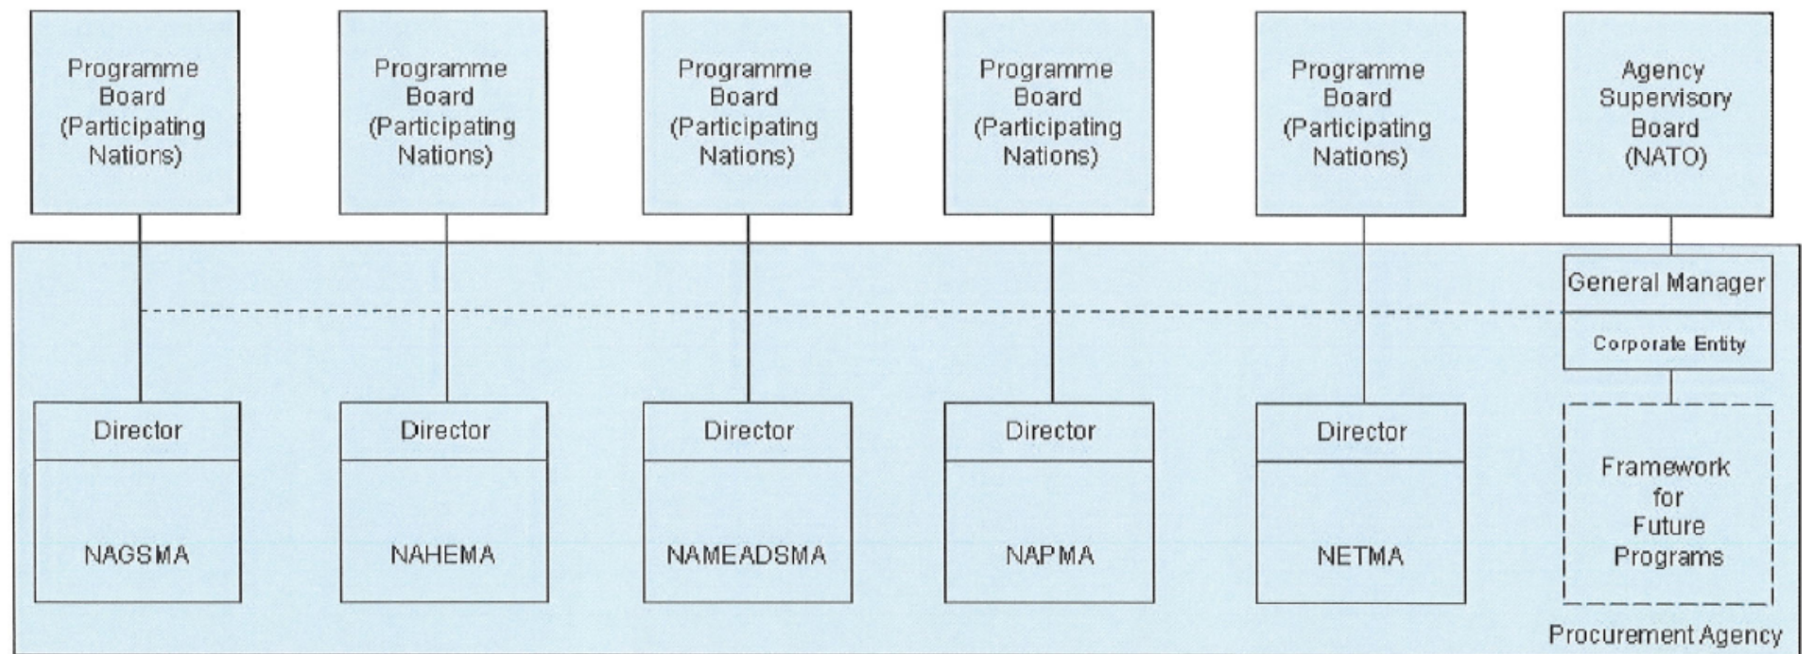 Programme
Board
(Participating
Nations)
Programme
Board
(Participating
Nations)
Programme
Board
(Participating
Nations)
Programme
Board
(Participating
Nations)
Programme
Board
(Participating
Nations)
Agency
Supervisory
Board
(NATO)
General Manager
Corporate Entity
Director
NAGSMA
Director
NAHEMA
Director
NAMEADSMA
Director
NAPMA
Director
NETMA
Framework
for
Future
Programs
Procurement Agency